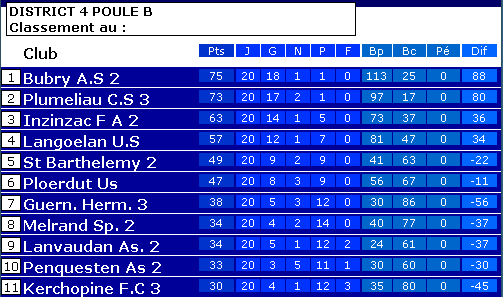 DISTRICT 4 POULE B
Classement au :
Club Pts J G N P F Bp Bc Pé Dif
1 Bubry A.S 2 75 20 18 1 1 0 113 25 0 88
2 Plumeliau C.S 3 73 20 17 2 1 0 97 17 0 80
3 Inzinzac F A 2 63 20 14 1 5 0 73 37 0 36
4 Langoelan U.S 57 20 12 1 7 0 81 47 0 34
5 St Barthelemy 2 49 20 9 2 9 0 41 63 0 -22
6 Ploerdut Us 47 20 8 3 9 0 56 67 0 -11
7 Guern. Herm. 3 38 20 5 3 12 0 30 86 0 -56
8 Melrand Sp. 2 34 20 4 2 14 0 40 77 0 -37
9 Lanvaudan As. 2 34 20 5 1 12 2 24 61 0 -37
10 Penquesten As 2 33 20 3 5 11 1 30 60 0 -30
11 Kerchopine F.C 3 30 20 4 1 12 3 35 80 0 -45